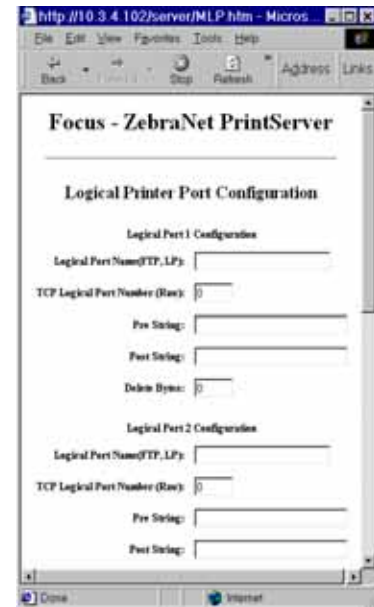 http://10.3.4.102/server/MLP.htm - Micros...
File Edit View Favorites Tools Help
Back Forward Stop Refresh Address Links
Focus - ZebraNet PrintServer
Logical Printer Port Configuration
Logical Port 1 Configuration
Logical Port Name(FTP, LP):
TCP Logical Port Number (Raw): 0
Pre String:
Post String:
Delete Bytes: 0
Logical Port 2 Configuration
Logical Port Name(FTP, LP):
TCP Logical Port Number (Raw): 0
Pre String:
Post String:
Done Internet